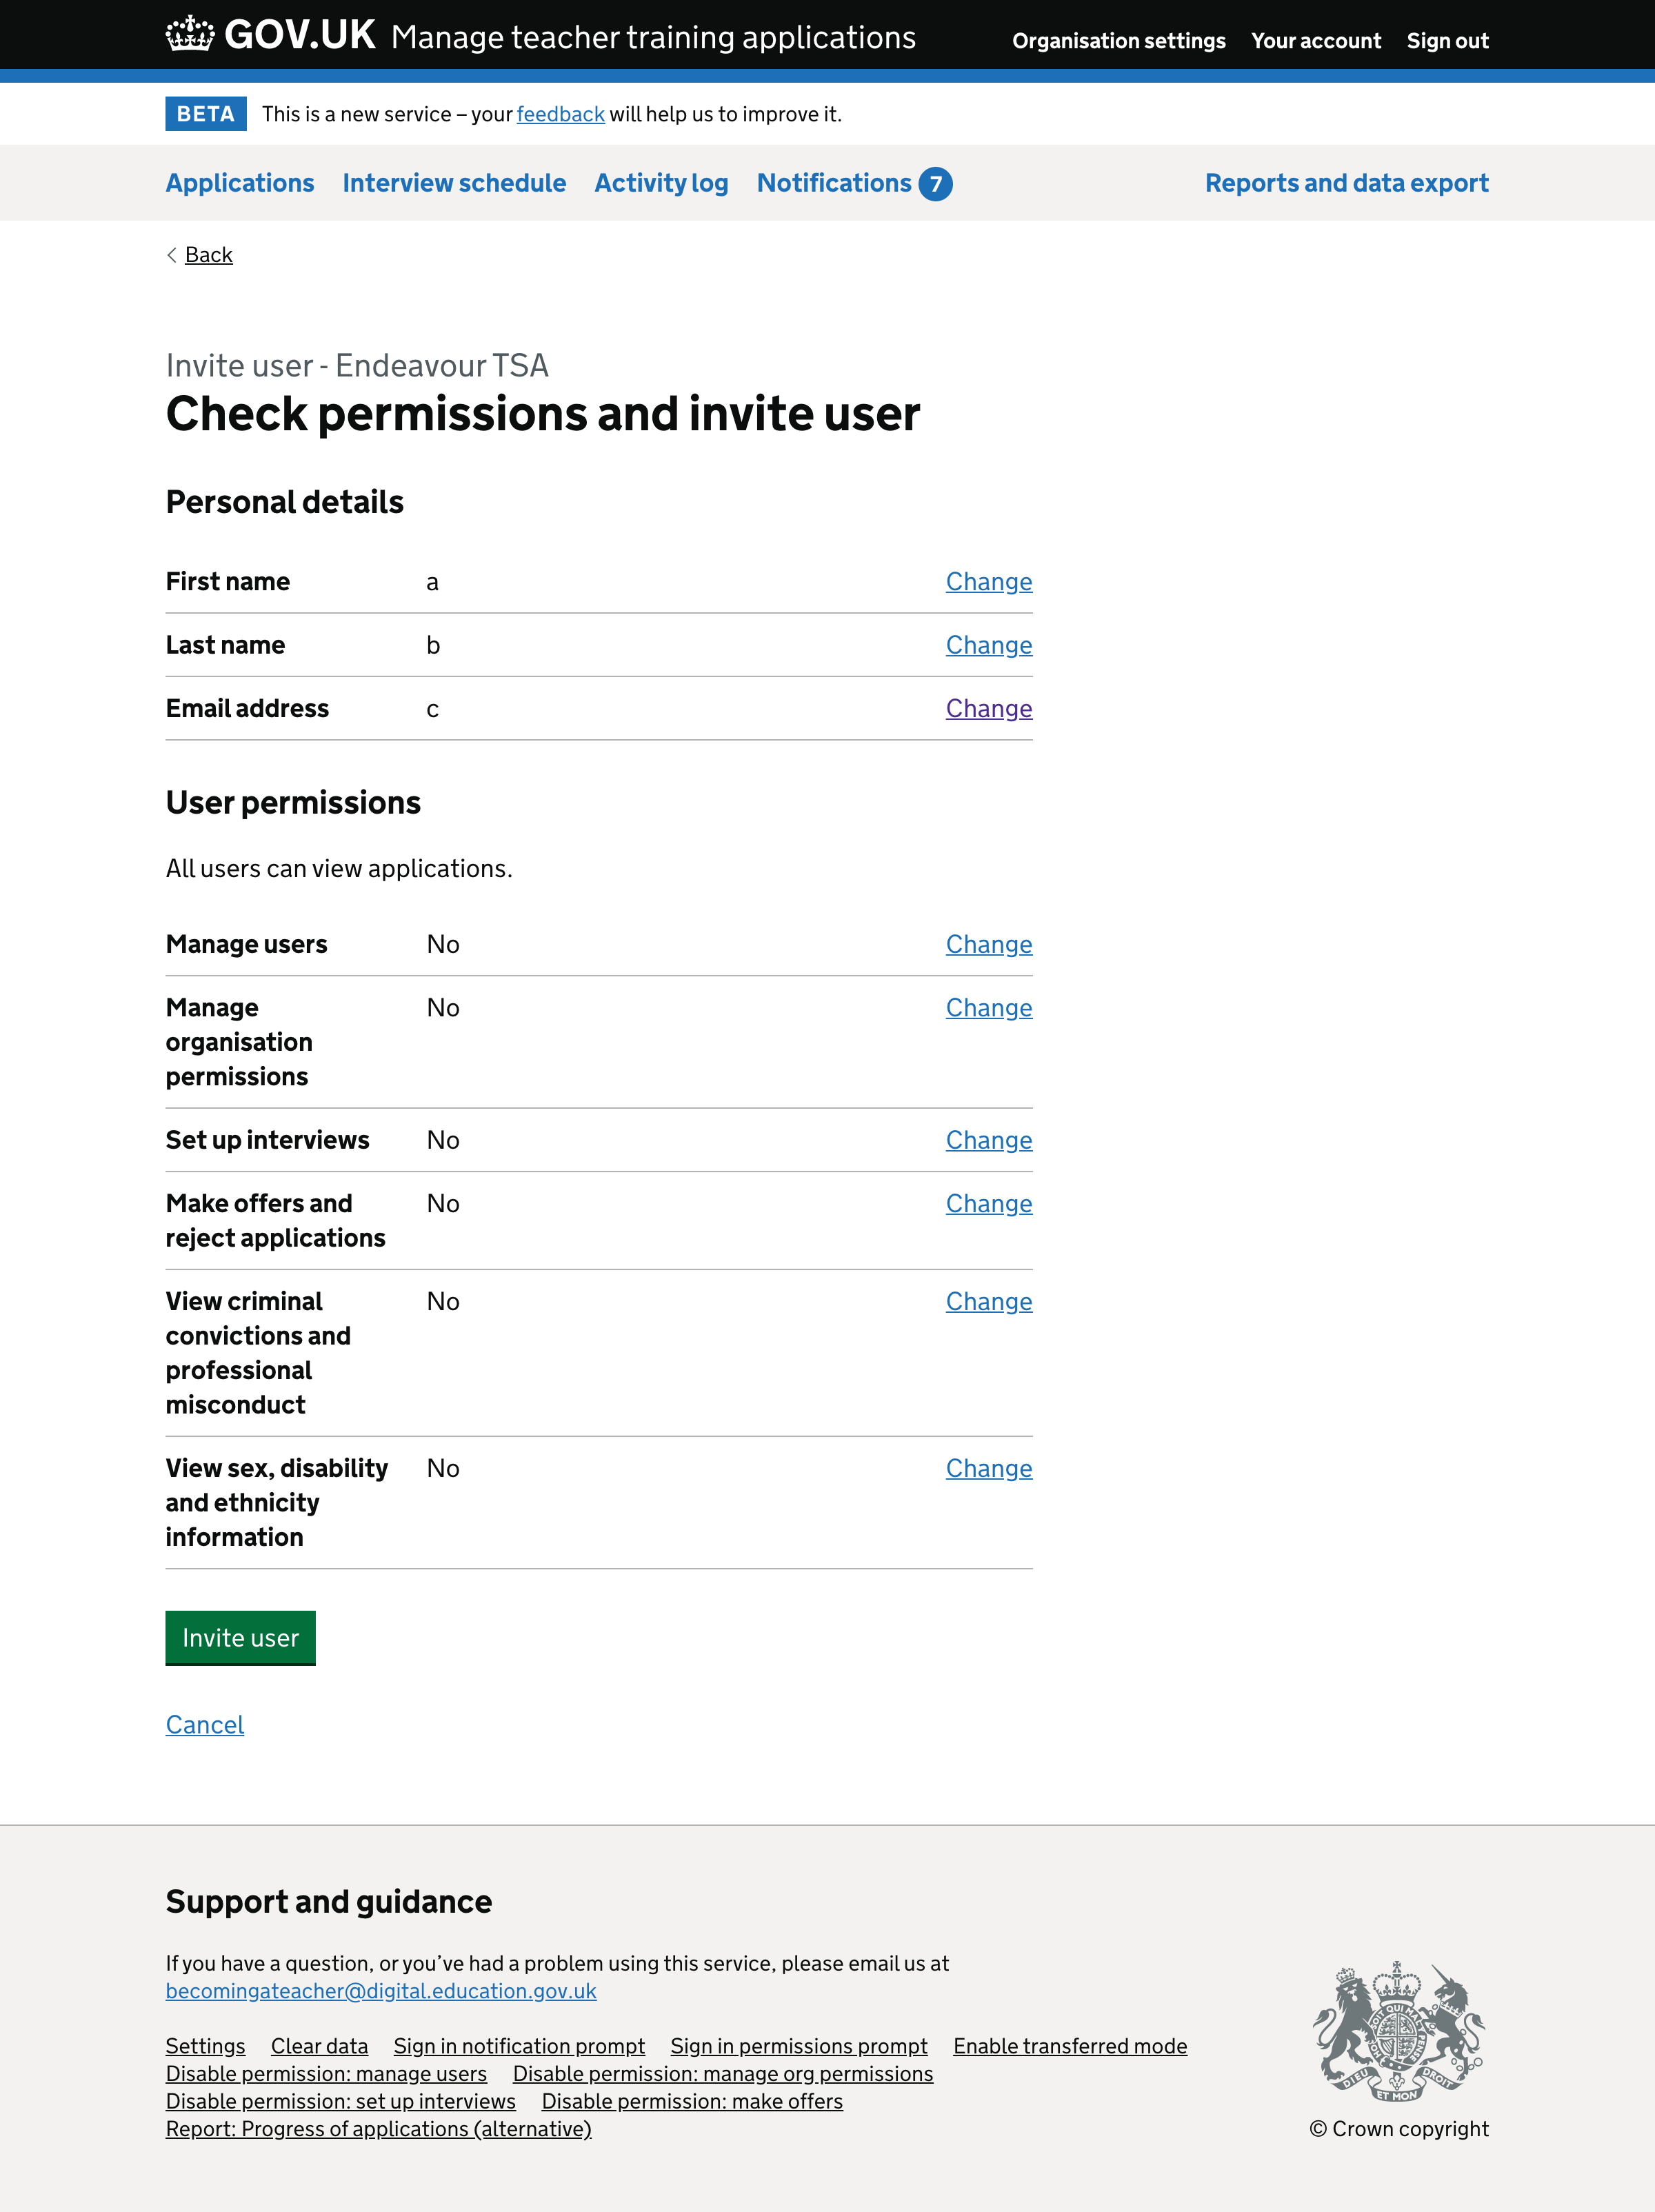 GOV.UK Manage teacher training applications Organisation settings Your account Sign out
BETA This is a new service – your feedback will help us to improve it.
Applications Interview schedule Activity log Notifications 7 Reports and data export
Back
Invite user - Endeavour TSA
Check permissions and invite user
Personal details
First name a Change
Last name b Change
Email address c Change
User permissions
All users can view applications.
Manage users No Change
Manage No Change
organisation
permissions
Set up interviews No Change
Make offers and No Change
reject applications
View criminal No Change
convictions and
professional
misconduct
View sex, disability No Change
and ethnicity
information
Invite user
Cancel
Support and guidance
If you have a question, or you’ve had a problem using this service, please email us at
becomingateacher@digital.education.gov.uk
Settings Clear data Sign in notification prompt Sign in permissions prompt Enable transferred mode
Disable permission: manage users Disable permission: manage org permissions
Disable permission: set up interviews Disable permission: make offers
Report: Progress of applications (alternative)
DIEU ET MON DROIT
© Crown copyright